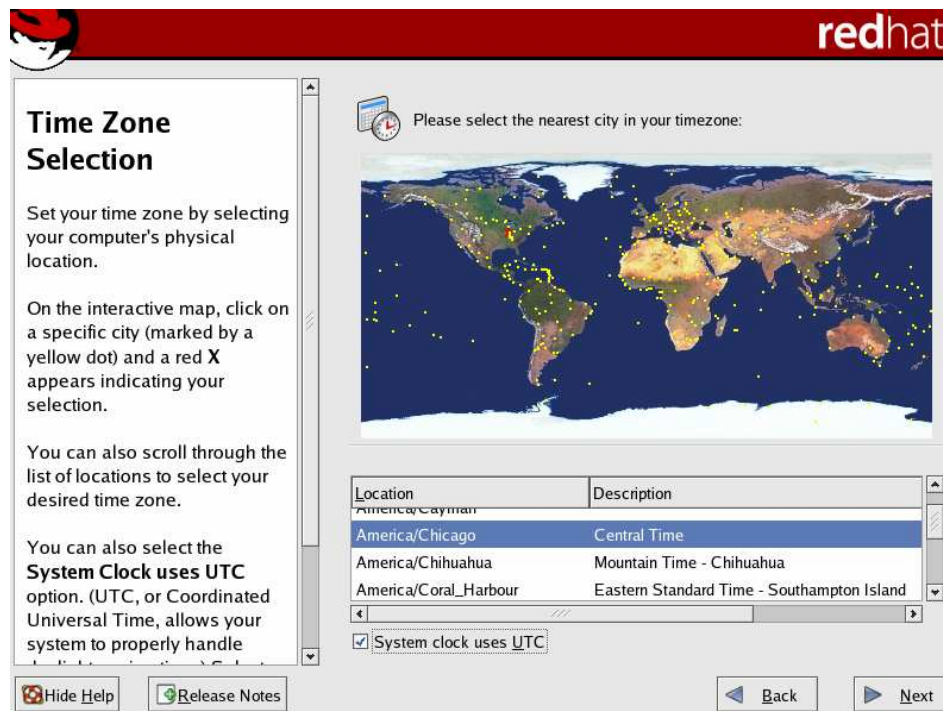 redhat
Time Zone
Selection
Set your time zone by selecting
your computer's physical
location.
On the interactive map, click on
a specific city (marked by a
yellow dot) and a red X
appears indicating your
selection.
You can also scroll through the
list of locations to select your
desired time zone.
You can also select the
System Clock uses UTC
option. (UTC, or Coordinated
Universal Time, allows your
system to properly handle
Please select the nearest city in your timezone:
Location Description
America/Cayman
America/Chicago Central Time
America/Chihuahua Mountain Time - Chihuahua
America/Coral_Harbour Eastern Standard Time - Southampton Island
System clock uses UTC
Hide Help
Release Notes
Back
Next